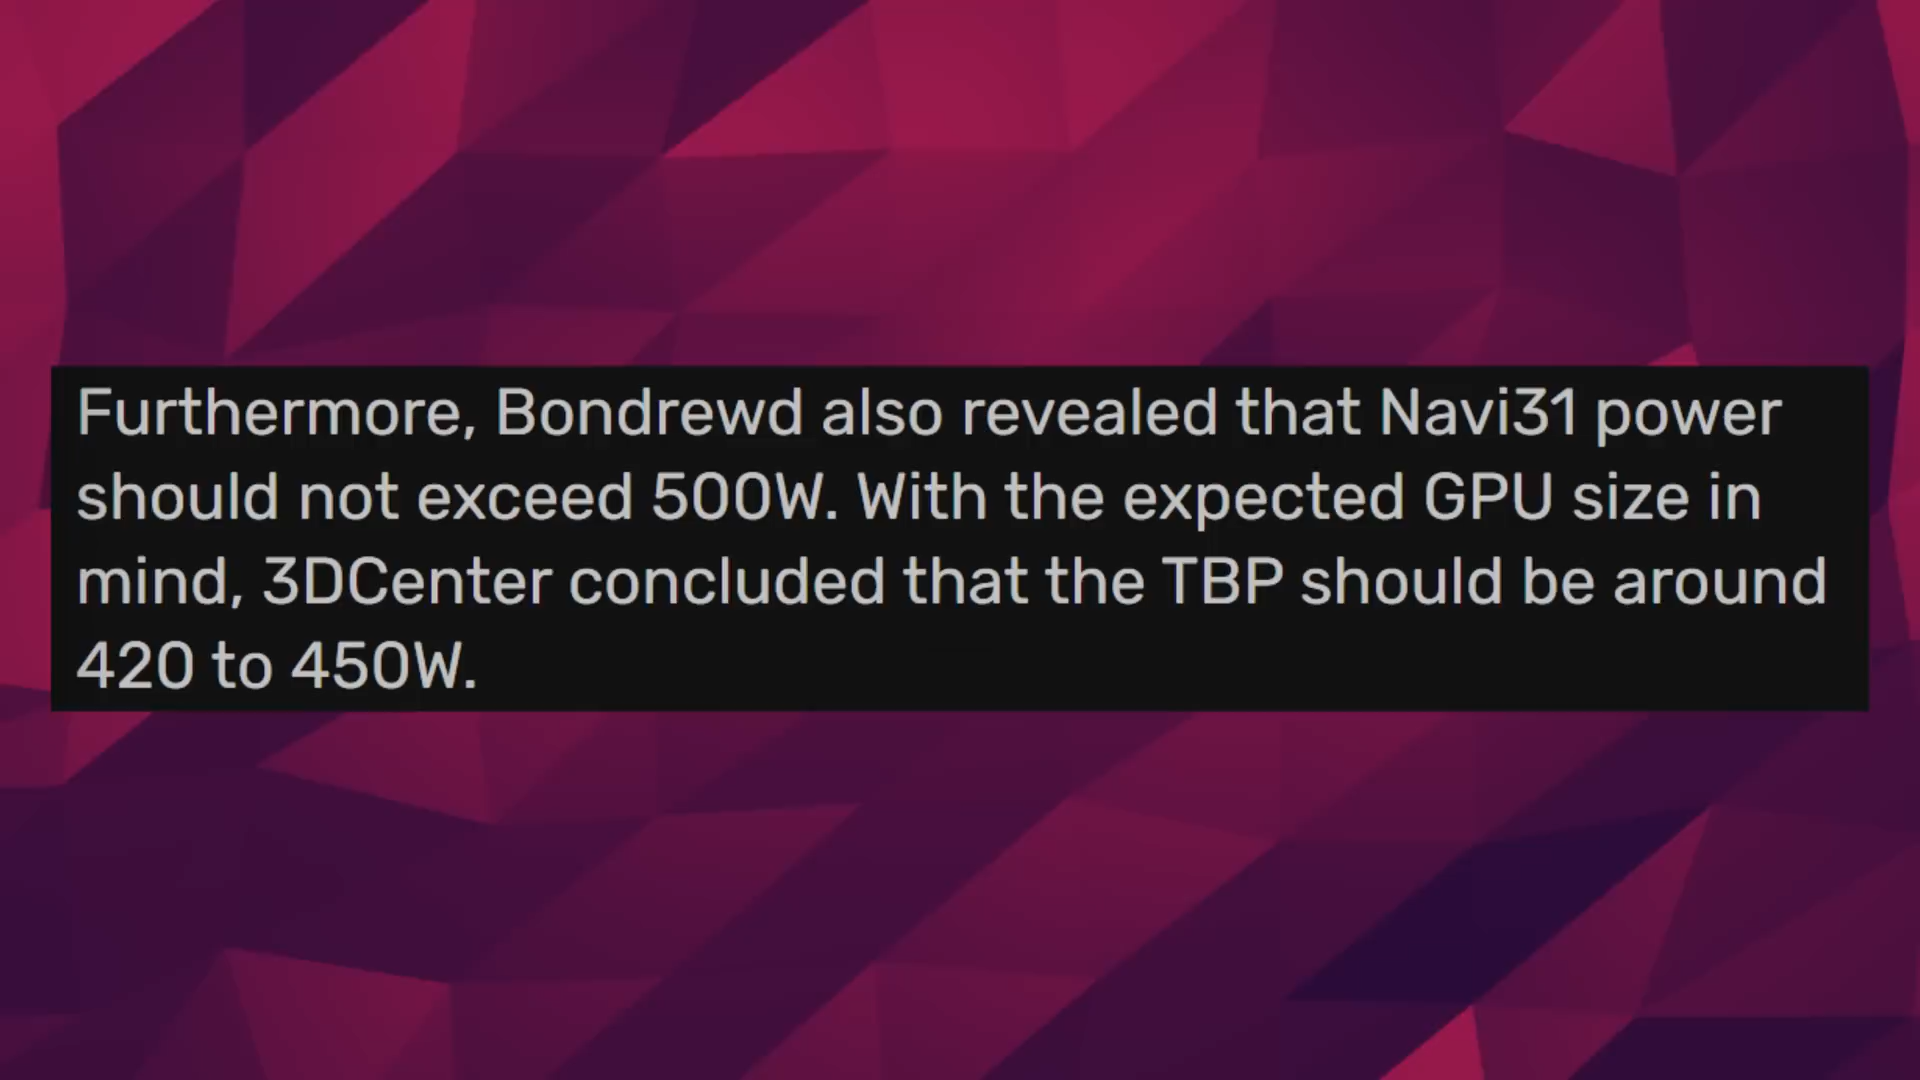 Furthermore, Bondrewd also revealed that Navi31 power
should not exceed 500W. With the expected GPU size in
mind, 3DCenter concluded that the TBP should be around
420 to 450W.